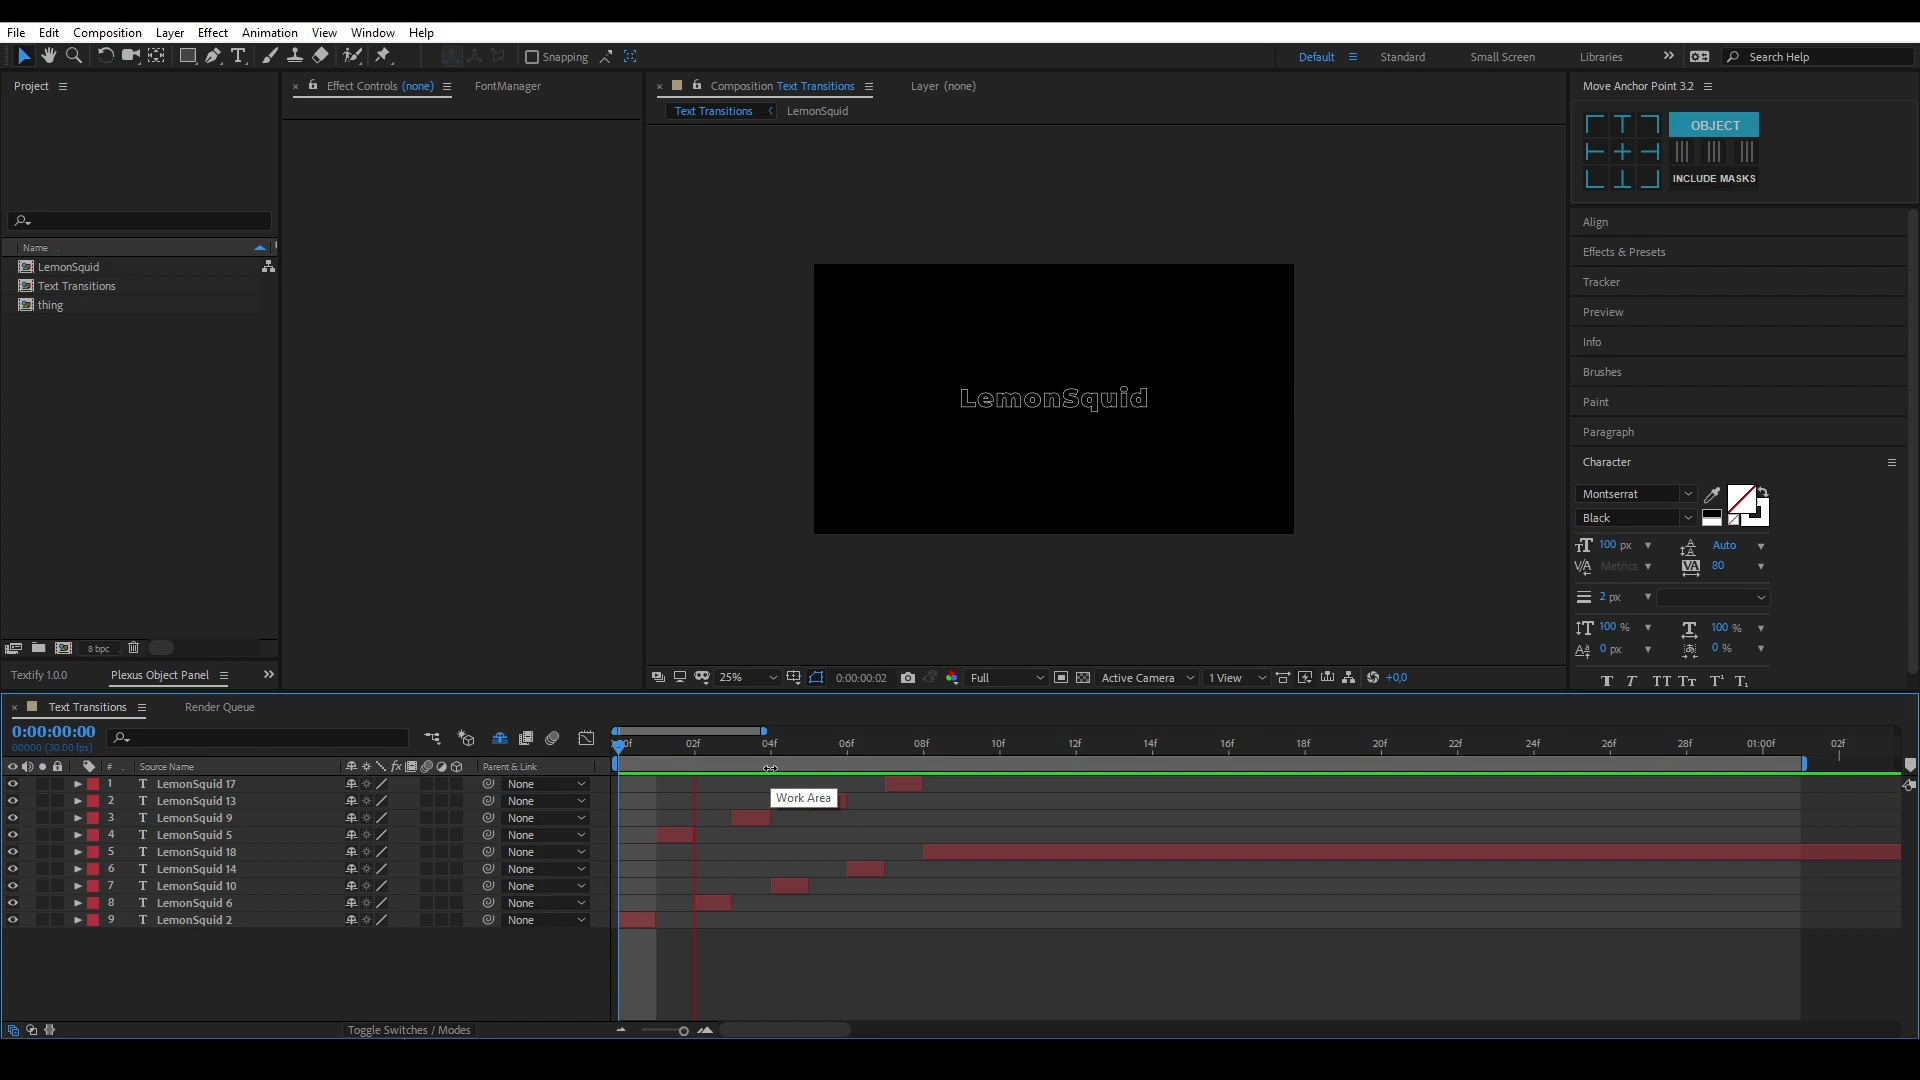 File Edit Composition Layer Effect Animation View Window Help
Snapping Default Standard Small Screen Libraries Search Help
Project
Effect Controls (none) FontManager
Composition Text Transitions Layer (none)
Text Transitions LemonSquid
Move Anchor Point 3.2
OBJECT
INCLUDE MASKS
Name
LemonSquid
Text Transitions
thing
LemonSquid
Align
Effects & Presets
Tracker
Preview
Info
Brushes
Paint
Paragraph
Character
Montserrat
Black
100 px Auto
Metrics 80
2 px
100 % 100 %
0 px 0 %
8 bpc
Textify 1.0.0 Plexus Object Panel
25% 0:00:00:02 Full Active Camera 1 View +0,0
Text Transitions Render Queue
0:00:00:00
00000 (30.00 fps)
02f 04f 06f 08f 10f 12f 14f 16f 18f 20f 22f 24f 26f 28f 01:00f 02f
# Source Name Parent & Link
1 LemonSquid 17 None
2 LemonSquid 13 None
Work Area
3 LemonSquid 9 None
4 LemonSquid 5 None
5 LemonSquid 18 None
6 LemonSquid 14 None
7 LemonSquid 10 None
8 LemonSquid 6 None
9 LemonSquid 2 None
Toggle Switches / Modes